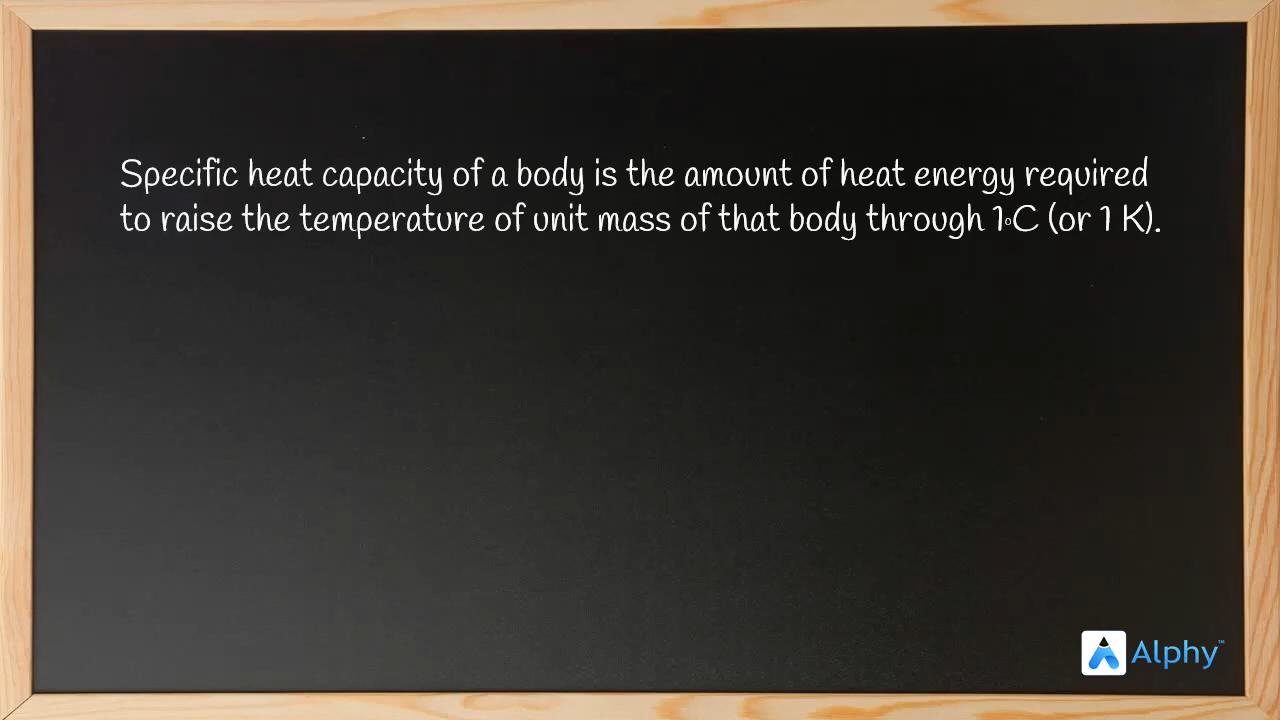 Specific heat capacity of a body is the amount of heat energy required
to raise the temperature of unit mass of that body through 1°C (or 1 K).
Alphy™